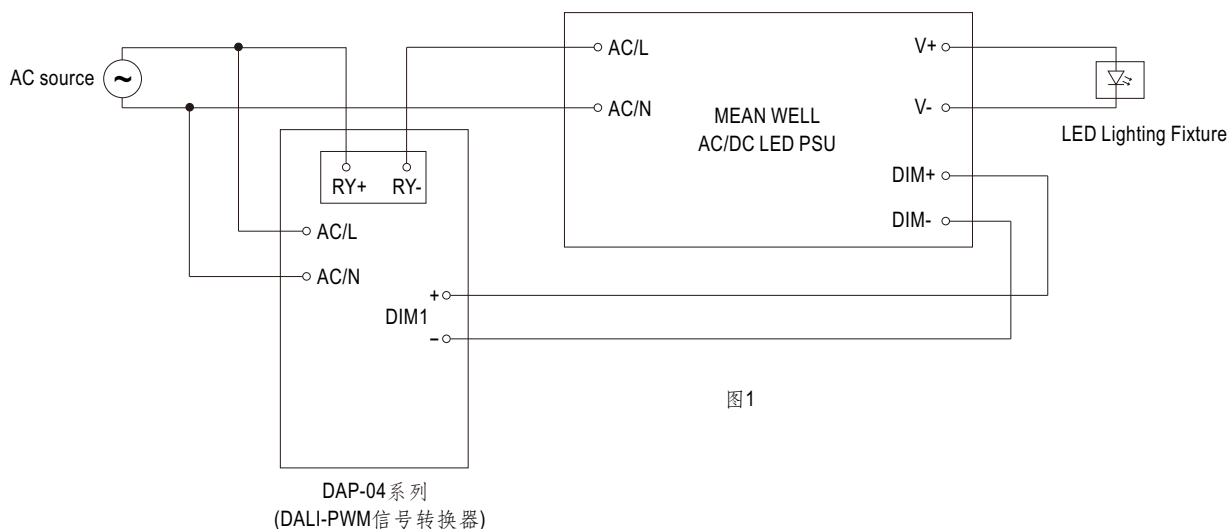 AC source
~
AC/L
AC/N
MEAN WELL
AC/DC LED PSU
V+
V-
DIM+
DIM-
LED Lighting Fixture
RY+ RY-
AC/L
AC/N
+
DIM1
−
图1
DAP-04系列
(DALI-PWM信号转换器)